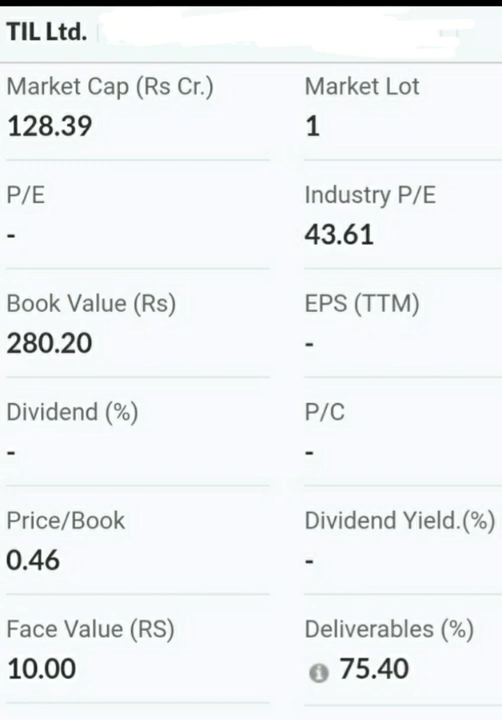 TIL Ltd.
Market Cap (Rs Cr.) Market Lot
128.39 1
P/E Industry P/E
- 43.61
Book Value (Rs) EPS (TTM)
280.20 -
Dividend (%) P/C
- -
Price/Book Dividend Yield.(%)
0.46 -
Face Value (RS) Deliverables (%)
10.00 75.40